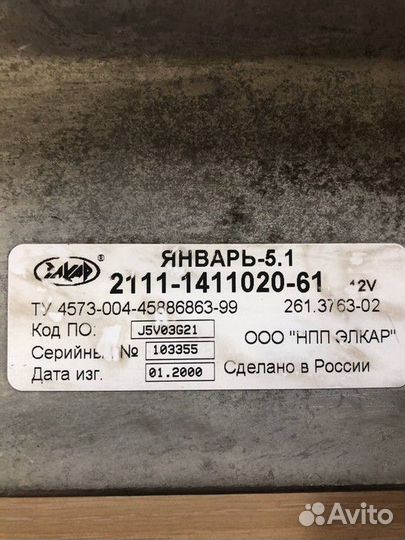 ЭЛКАР ®
ЯНВАРЬ-5.1
2111-1411020-61 12V
ТУ 4573-004-45886863-99 261.3763-02
Код ПО: J5V03G21
ООО "НПП ЭЛКАР"
Серийны № 103355
Дата изг. 01.2000 Сделано в России
Avito